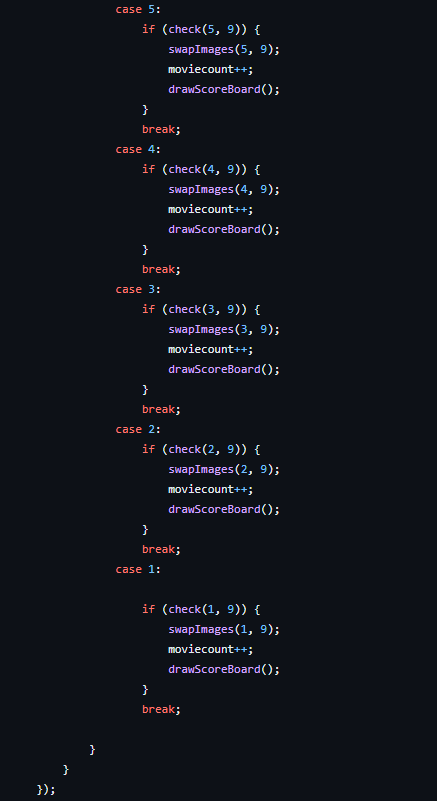 case 5:
if (check(5, 9)) {
swapImages(5, 9);
moviecount++;
drawScoreBoard();
}
break;
case 4:
if (check(4, 9)) {
swapImages(4, 9);
moviecount++;
drawScoreBoard();
}
break;
case 3:
if (check(3, 9)) {
swapImages(3, 9);
moviecount++;
drawScoreBoard();
}
break;
case 2:
if (check(2, 9)) {
swapImages(2, 9);
moviecount++;
drawScoreBoard();
}
break;
case 1:
if (check(1, 9)) {
swapImages(1, 9);
moviecount++;
drawScoreBoard();
}
break;
}
}
});